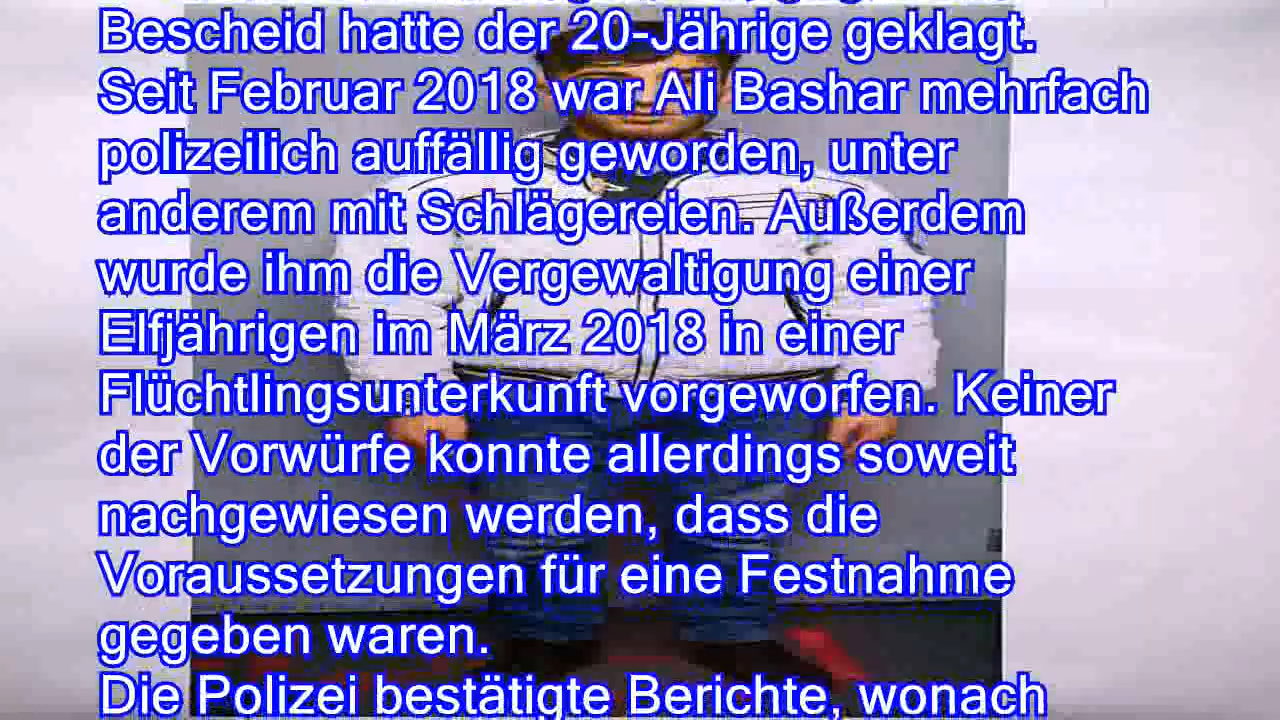 Bescheid hatte der 20-Jährige geklagt.
Seit Februar 2018 war Ali Bashar mehrfach
polizeilich auffällig geworden, unter
anderem mit Schlägereien. Außerdem
wurde ihm die Vergewaltigung einer
Elfjährigen im März 2018 in einer
Flüchtlingsunterkunft vorgeworfen. Keiner
der Vorwürfe konnte allerdings soweit
nachgewiesen werden, dass die
Voraussetzungen für eine Festnahme
gegeben waren.
Die Polizei bestätigte Berichte, wonach